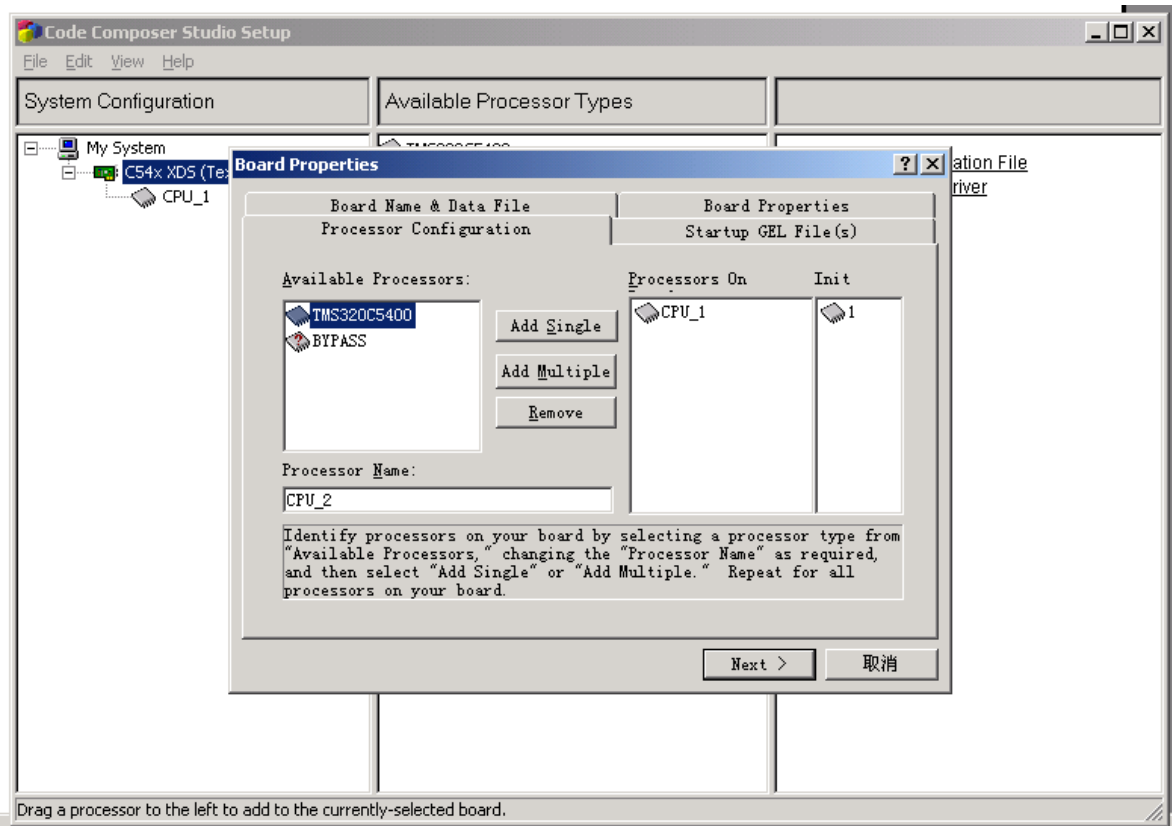 Code Composer Studio Setup
File Edit View Help
System Configuration
Available Processor Types
My System
C54x XDS (Te
CPU_1
ation File
river
Board Properties
Board Name & Data File
Board Properties
Processor Configuration
Startup GEL File(s)
Available Processors:
Processors On
Init
TMS320C5400
BYPASS
Add Single
Add Multiple
Remove
CPU_1
1
Processor Name:
CPU_2
Identify processors on your board by selecting a processor type from
"Available Processors," changing the "Processor Name" as required,
and then select "Add Single" or "Add Multiple." Repeat for all
processors on your board.
Next >
取消
Drag a processor to the left to add to the currently-selected board.